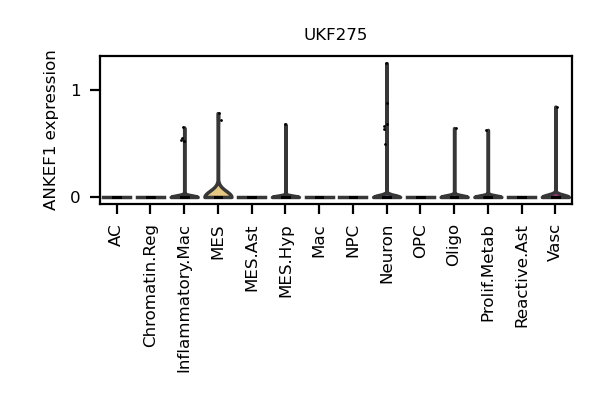 UKF275
ANKEF1 expression
1
0
AC
Chromatin.Reg
Inflammatory.Mac
MES
MES.Ast
MES.Hyp
Mac
NPC
Neuron
OPC
Oligo
Prolif.Metab
Reactive.Ast
Vasc